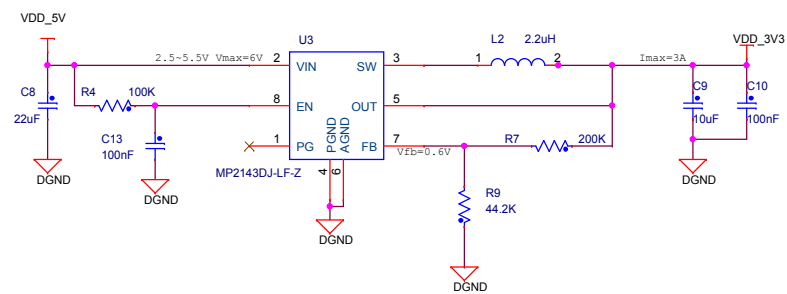 VDD_5V
U3
L2 2.2uH
VDD_3V3
2.5~5.5V Vmax=6V
2
VIN
SW
3
1
2
Imax=3A
C8
22uF
R4
100K
8
EN
OUT
5
C9
10uF
C10
100nF
C13
100nF
1
PG
PGND
AGND
FB
7
Vfb=0.6V
R7
200K
MP2143DJ-LF-Z
4
6
R9
44.2K
DGND
DGND
DGND
DGND
DGND